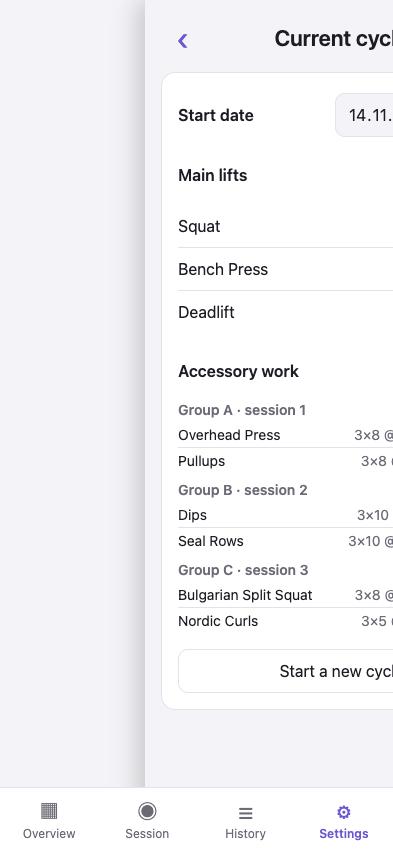 Current cycl
Start date 14.11.
Main lifts
Squat
Bench Press
Deadlift
Accessory work
Group A · session 1
Overhead Press 3×8 @
Pullups 3×8
Group B · session 2
Dips 3×10
Seal Rows 3×10 @
Group C · session 3
Bulgarian Split Squat 3×8 @
Nordic Curls 3×5
Start a new cycl
Overview Session History Settings